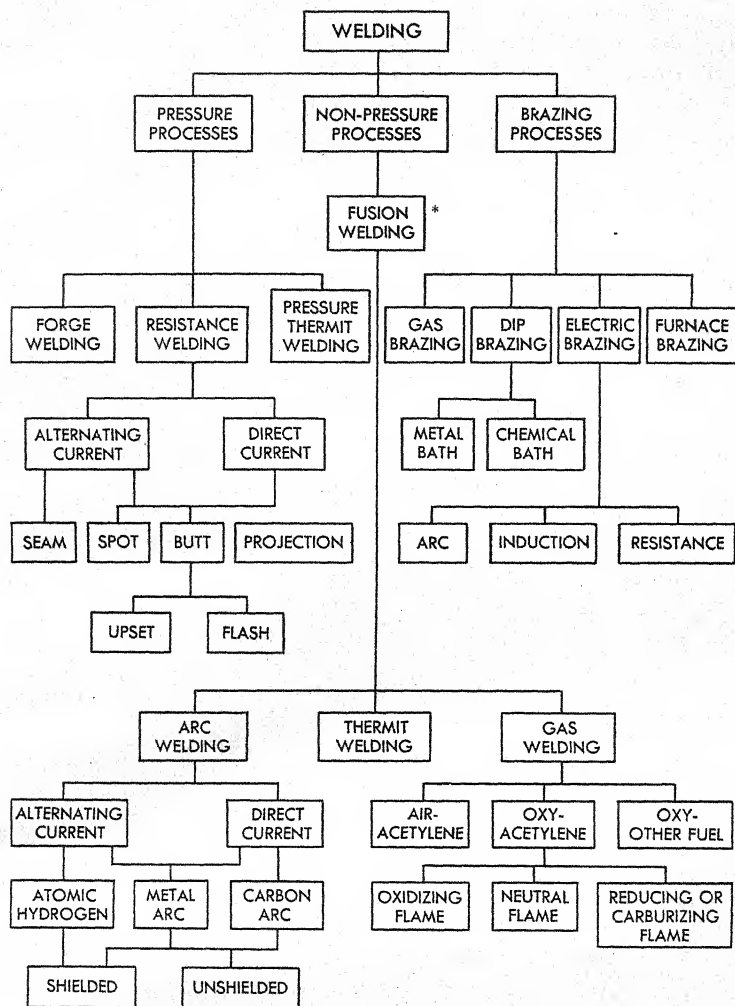 WELDING
PRESSURE
PROCESSES
NON-PRESSURE
PROCESSES
BRAZING
PROCESSES
FUSION
WELDING
*
FORGE
WELDING
RESISTANCE
WELDING
PRESSURE
THERMIT
WELDING
GAS
BRAZING
DIP
BRAZING
ELECTRIC
BRAZING
FURNACE
BRAZING
ALTERNATING
CURRENT
DIRECT
CURRENT
METAL
BATH
CHEMICAL
BATH
SEAM
SPOT
BUTT
PROJECTION
ARC
INDUCTION
RESISTANCE
UPSET
FLASH
ARC
WELDING
THERMIT
WELDING
GAS
WELDING
ALTERNATING
CURRENT
DIRECT
CURRENT
AIR-
ACETYLENE
OXY-
ACETYLENE
OXY-
OTHER FUEL
ATOMIC
HYDROGEN
METAL
ARC
CARBON
ARC
OXIDIZING
FLAME
NEUTRAL
FLAME
REDUCING OR
CARBURIZING
FLAME
SHIELDED
UNSHIELDED